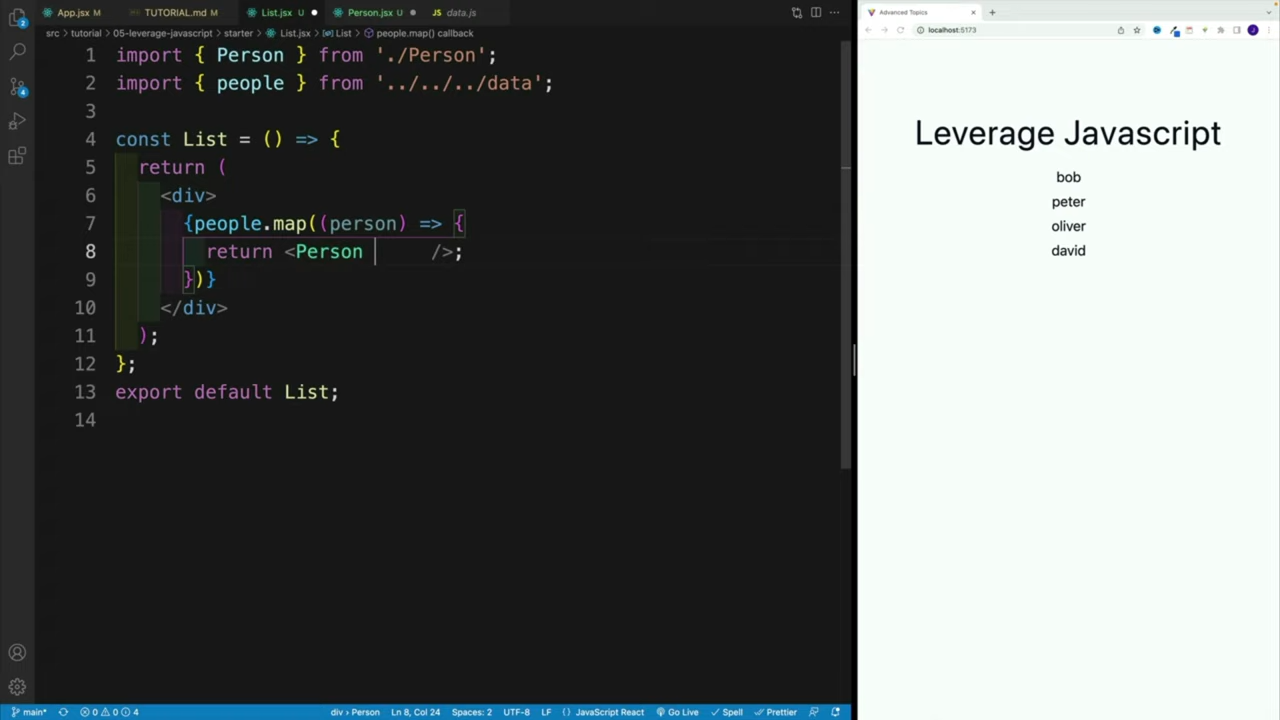 App.jsx M
TUTORIAL.md M
List.jsx U
Person.jsx U
JS data.js
Advanced Topics
src > tutorial > 05-leverage-javascript > starter > List.jsx > List > people.map() callback
localhost:5173
1 import { Person } from './Person';
2 import { people } from '../../../data';
3
4 const List = () => {
5 return (
6 <div>
7 {people.map((person) => {
8 return <Person />;
9 })}
10 </div>
11 );
12 };
13 export default List;
14
Leverage Javascript
bob
peter
oliver
david
main* 0 0 4 div > Person Ln 8, Col 24 Spaces: 2 UTF-8 LF JavaScript React Go Live Spell Prettier